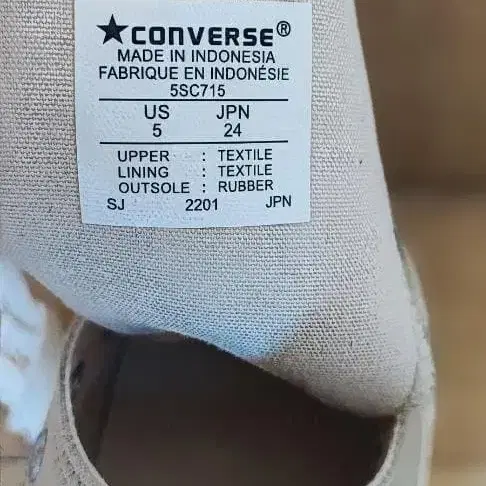 ★CONVERSE®
MADE IN INDONESIA
FABRIQUE EN INDONÉSIE
5SC715
US JPN
5 24
UPPER : TEXTILE
LINING : TEXTILE
OUTSOLE : RUBBER
SJ 2201 JPN